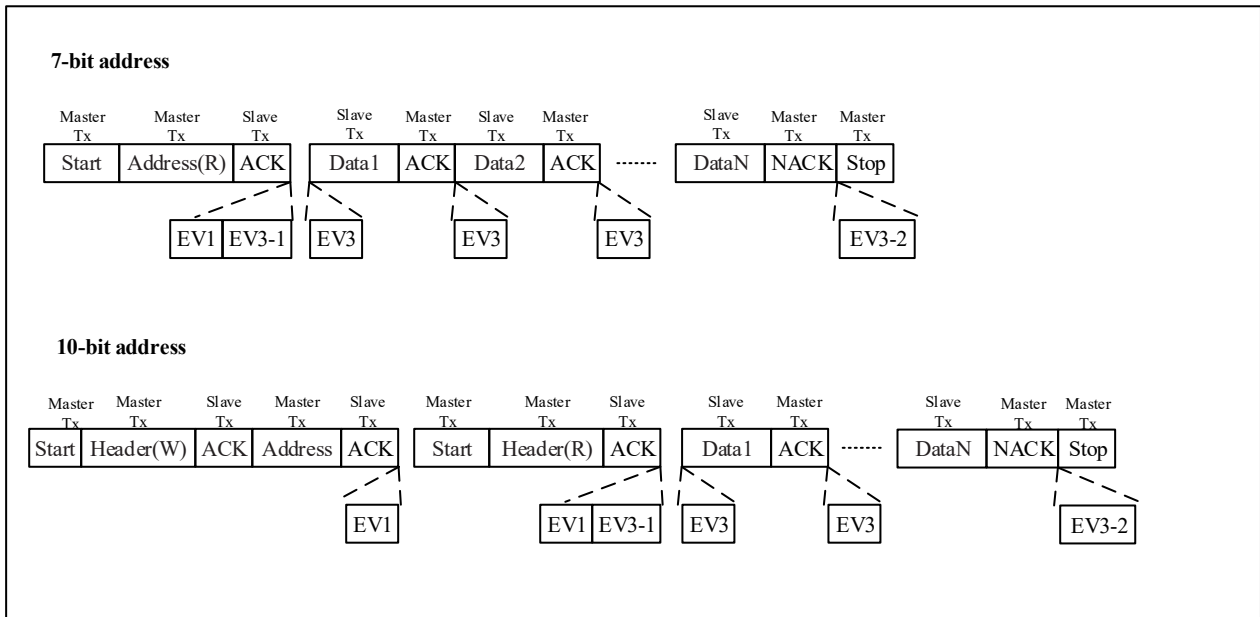 7-bit address
Master Master Slave Slave Master Slave Master Slave Master Master
Tx Tx Tx Tx Tx Tx Tx Tx Tx Tx
Start Address(R) ACK Data1 ACK Data2 ACK DataN NACK Stop
EV1 EV3-1 EV3 EV3 EV3 EV3-2
10-bit address
Master Master Slave Master Slave Master Master Slave Slave Master Slave Master Master
Tx Tx Tx Tx Tx Tx Tx Tx Tx Tx Tx Tx Tx
Start Header(W) ACK Address ACK Start Header(R) ACK Data1 ACK DataN NACK Stop
EV1 EV1 EV3-1 EV3 EV3 EV3-2